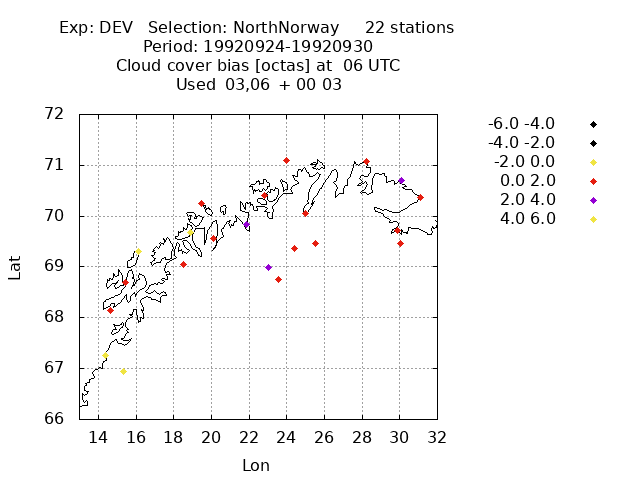 Exp: DEV   Selection: NorthNorway     22 stations
Period: 19920924-19920930
Cloud cover bias [octas] at  06 UTC
Used  03,06  + 00 03
72
71
70
69
68
67
66
Lat
14 16 18 20 22 24 26 28 30 32
Lon
-6.0 -4.0
-4.0 -2.0
-2.0 0.0
0.0 2.0
2.0 4.0
4.0 6.0